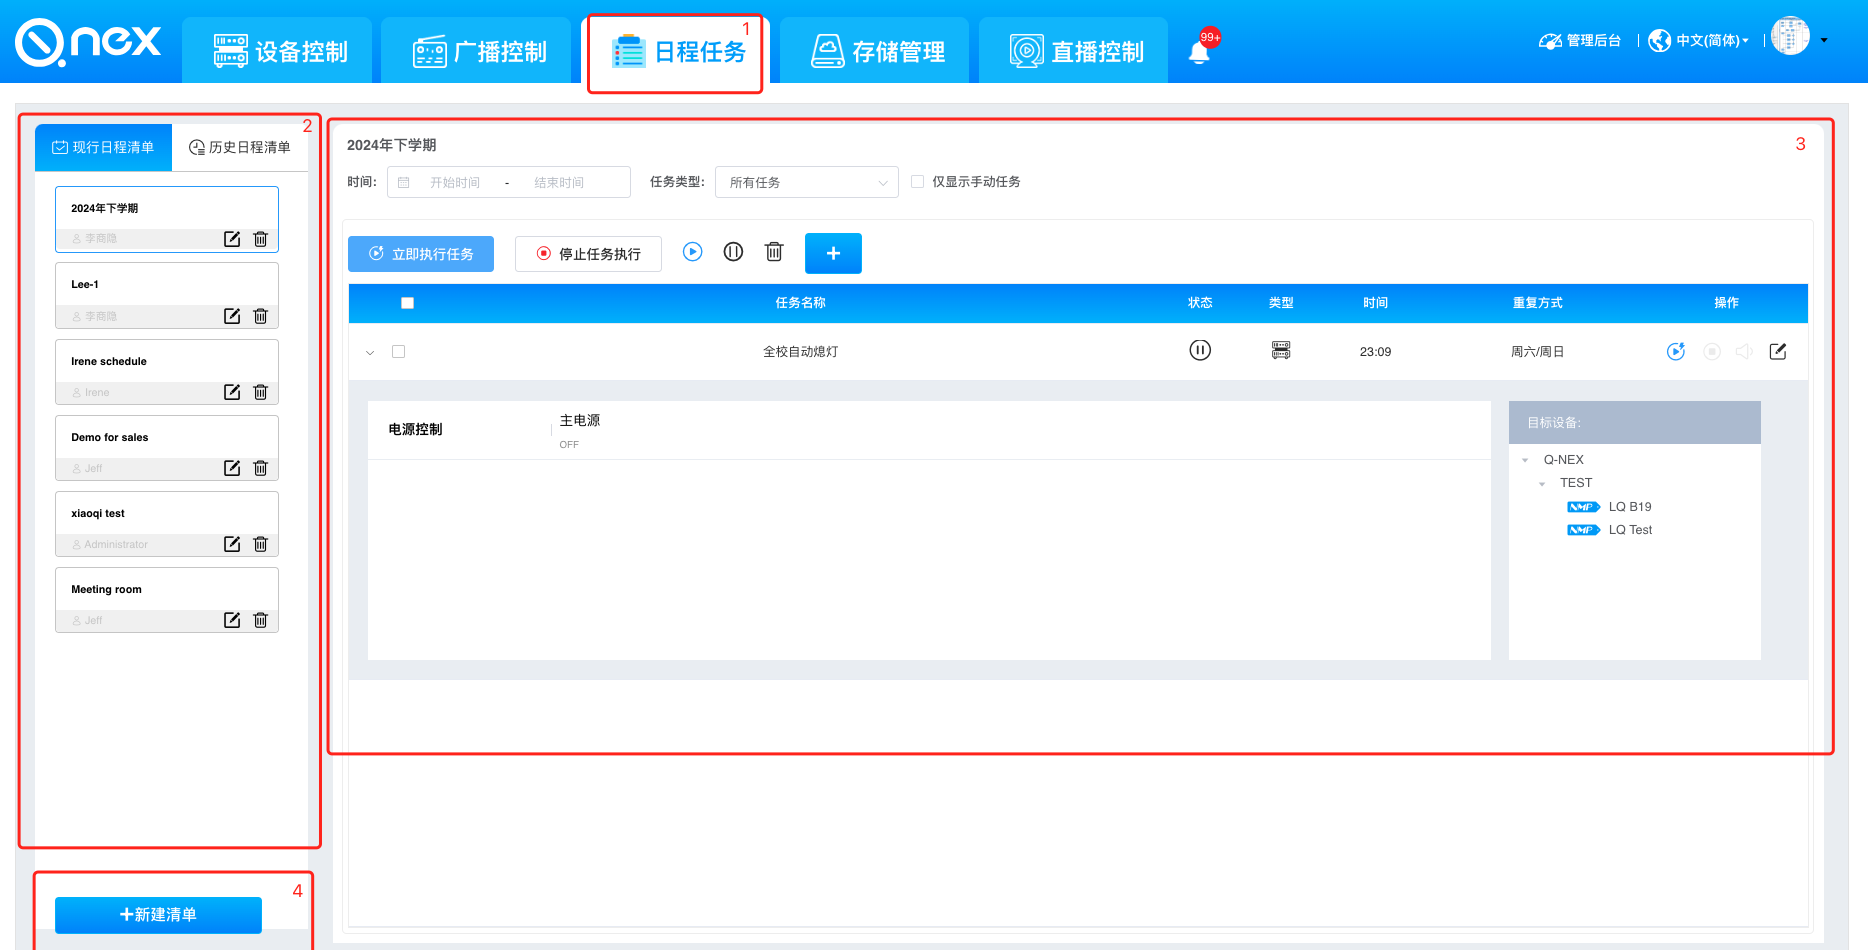 Qnex
设备控制
广播控制
日程任务
1
存储管理
直播控制
99+
管理后台
中文(简体)
2
现行日程清单
历史日程清单
2024年下学期
李商隐
Lee-1
李商隐
Irene schedule
Irene
Demo for sales
Jeff
xiaoqi test
Administrator
Meeting room
Jeff
4
+新建清单
3
2024年下学期
时间: 开始时间 - 结束时间 任务类型: 所有任务 仅显示手动任务
立即执行任务 停止任务执行 +
任务名称 状态 类型 时间 重复方式 操作
全校自动熄灯 23:09 周六/周日
电源控制
主电源
OFF
目标设备:
Q-NEX
TEST
NMP LQ B19
NMP LQ Test